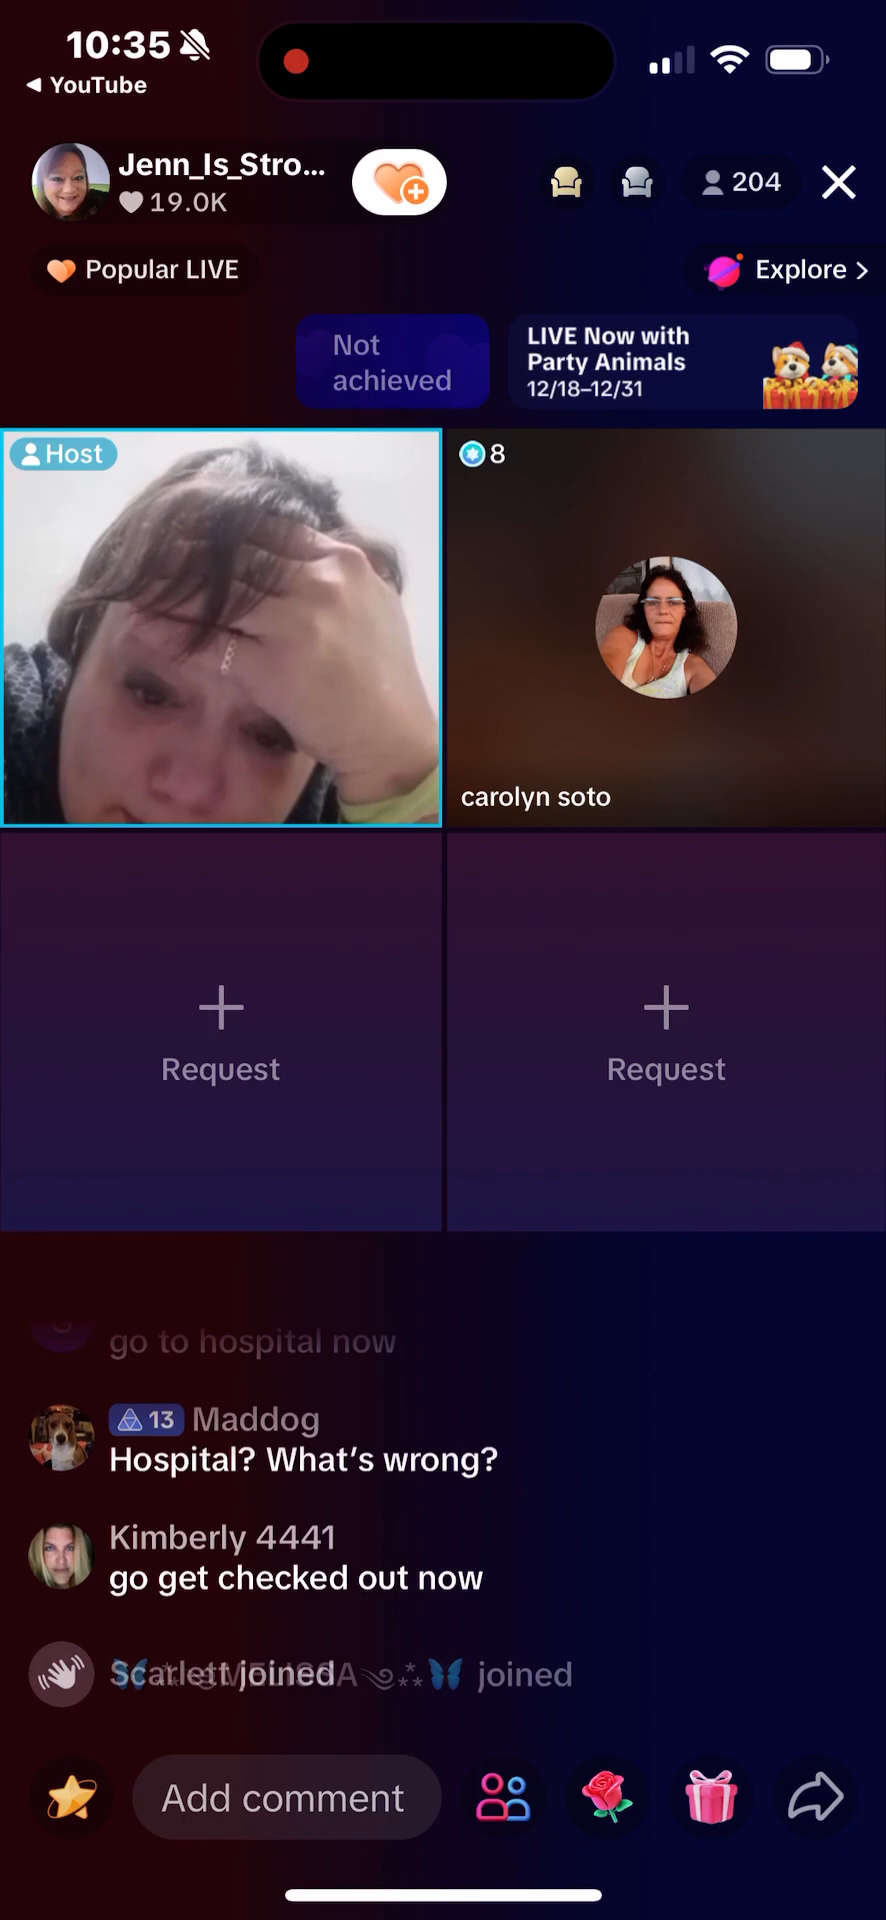 10:35
YouTube
Jenn_Is_Stro...
19.0K
204
Popular LIVE
Explore >
Not
achieved
LIVE Now with
Party Animals
12/18–12/31
Host
8
carolyn soto
Request
Request
go to hospital now
13 Maddog
Hospital? What's wrong?
Kimberly 4441
go get checked out now
Scarlett joined
joined
Add comment